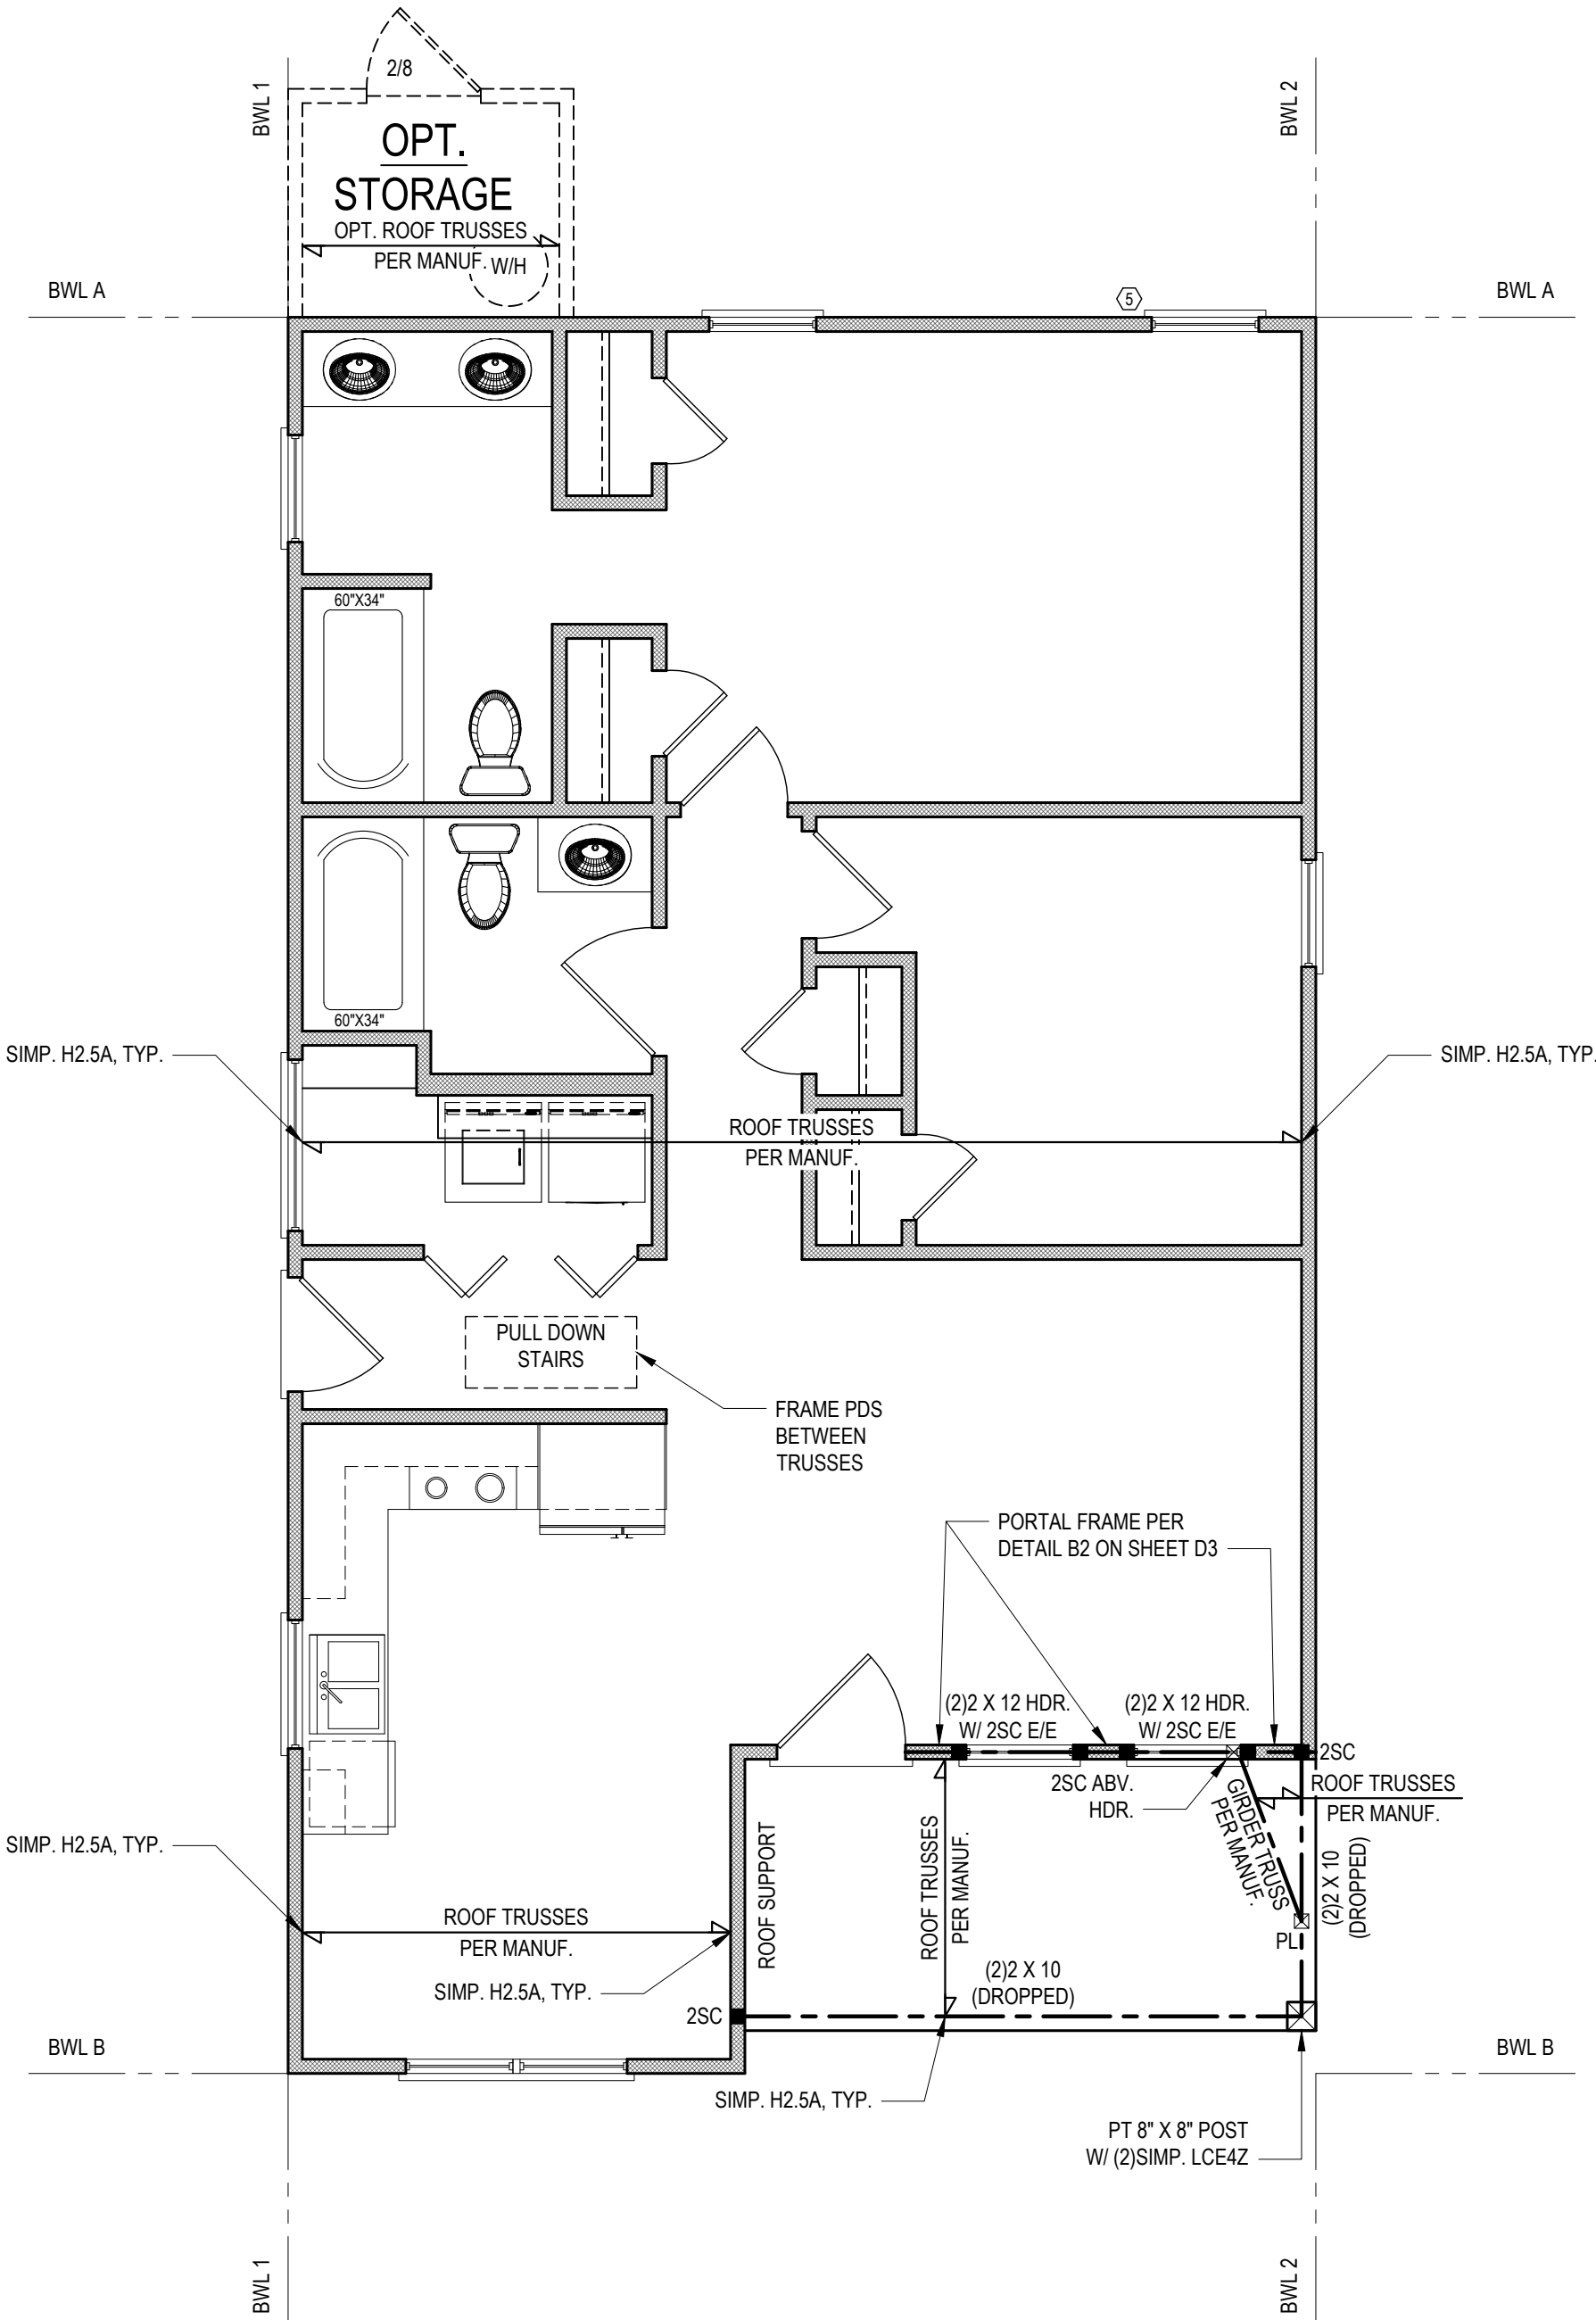 2/8
BWL 1
BWL 2
OPT.
STORAGE
OPT. ROOF TRUSSES
PER MANUF.
W/H
BWL A
BWL A
5
60"X34"
60"X34"
SIMP. H2.5A, TYP.
SIMP. H2.5A, TYP.
ROOF TRUSSES
PER MANUF.
PULL DOWN
STAIRS
FRAME PDS
BETWEEN
TRUSSES
PORTAL FRAME PER
DETAIL B2 ON SHEET D3
(2)2 X 12 HDR.
W/ 2SC E/E
(2)2 X 12 HDR.
W/ 2SC E/E
2SC
2SC ABV.
HDR.
ROOF TRUSSES
PER MANUF.
GIRDER TRUSS
PER MANUF.
(2)2 X 10
(DROPPED)
SIMP. H2.5A, TYP.
ROOF SUPPORT
ROOF TRUSSES
PER MANUF.
ROOF TRUSSES
PER MANUF.
PL
SIMP. H2.5A, TYP.
(2)2 X 10
(DROPPED)
2SC
BWL B
BWL B
SIMP. H2.5A, TYP.
PT 8" X 8" POST
W/ (2)SIMP. LCE4Z
BWL 1
BWL 2